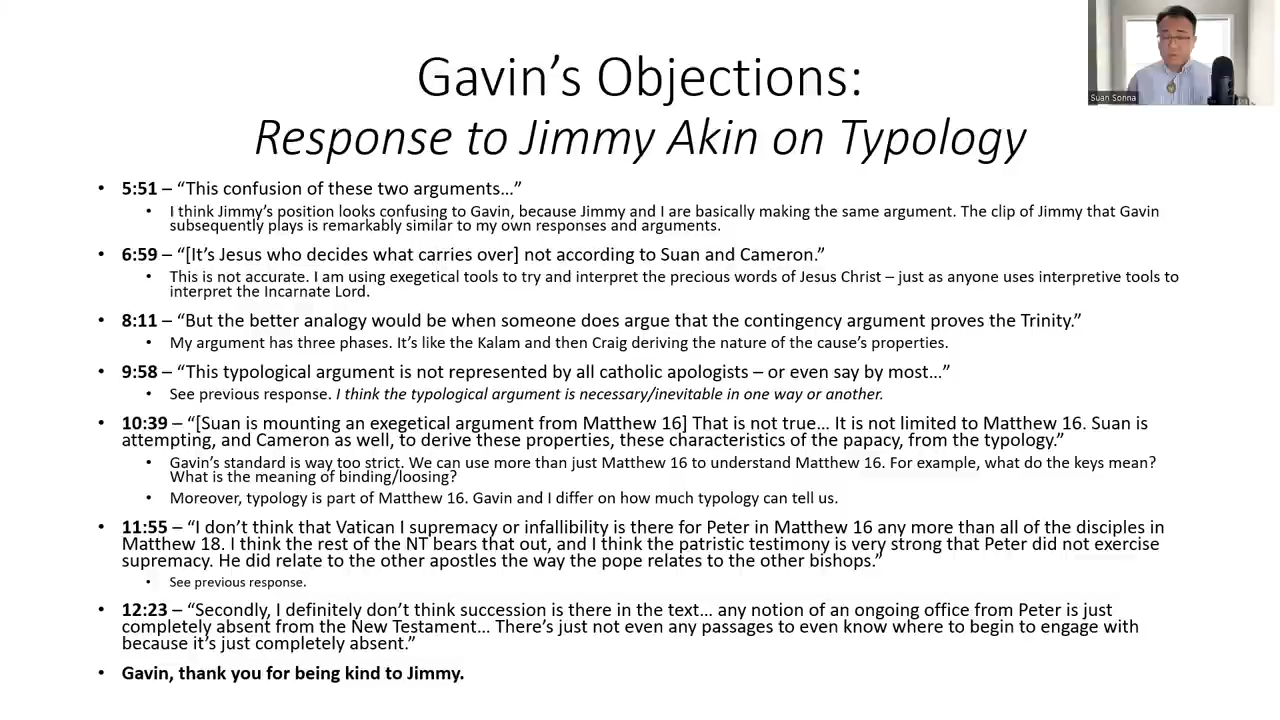 Gavin's Objections:
Response to Jimmy Akin on Typology
Suan Sonna
• 5:51 – “This confusion of these two arguments…”
• I think Jimmy's position looks confusing to Gavin, because Jimmy and I are basically making the same argument. The clip of Jimmy that Gavin
subsequently plays is remarkably similar to my own responses and arguments.
• 6:59 – “[It's Jesus who decides what carries over] not according to Suan and Cameron.”
• This is not accurate. I am using exegetical tools to try and interpret the precious words of Jesus Christ – just as anyone uses interpretive tools to
interpret the Incarnate Lord.
• 8:11 – “But the better analogy would be when someone does argue that the contingency argument proves the Trinity.”
• My argument has three phases. It's like the Kalam and then Craig deriving the nature of the cause's properties.
• 9:58 – “This typological argument is not represented by all catholic apologists – or even say by most…”
• See previous response. I think the typological argument is necessary/inevitable in one way or another.
• 10:39 – “[Suan is mounting an exegetical argument from Matthew 16] That is not true… It is not limited to Matthew 16. Suan is
attempting, and Cameron as well, to derive these properties, these characteristics of the papacy, from the typology.”
• Gavin's standard is way too strict. We can use more than just Matthew 16 to understand Matthew 16. For example, what do the keys mean?
What is the meaning of binding/loosing?
• Moreover, typology is part of Matthew 16. Gavin and I differ on how much typology can tell us.
• 11:55 – “I don't think that Vatican I supremacy or infallibility is there for Peter in Matthew 16 any more than all of the disciples in
Matthew 18. I think the rest of the NT bears that out, and I think the patristic testimony is very strong that Peter did not exercise
supremacy. He did relate to the other apostles the way the pope relates to the other bishops.”
• See previous response.
• 12:23 – “Secondly, I definitely don't think succession is there in the text… any notion of an ongoing office from Peter is just
completely absent from the New Testament… There's just not even any passages to even know where to begin to engage with
because it's just completely absent.”
• Gavin, thank you for being kind to Jimmy.